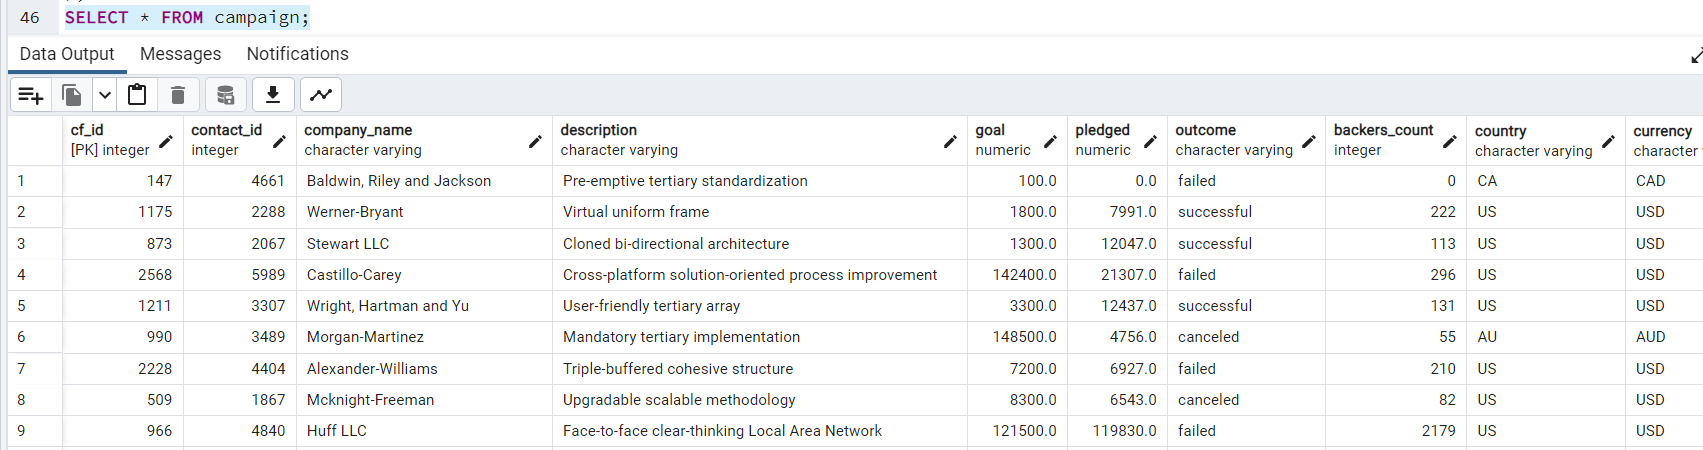 46 SELECT * FROM campaign;
Data Output Messages Notifications
cf_id contact_id company_name description goal pledged outcome backers_count country currency
[PK] integer integer character varying character varying numeric numeric character varying integer character varying character
1 147 4661 Baldwin, Riley and Jackson Pre-emptive tertiary standardization 100.0 0.0 failed 0 CA CAD
2 1175 2288 Werner-Bryant Virtual uniform frame 1800.0 7991.0 successful 222 US USD
3 873 2067 Stewart LLC Cloned bi-directional architecture 1300.0 12047.0 successful 113 US USD
4 2568 5989 Castillo-Carey Cross-platform solution-oriented process improvement 142400.0 21307.0 failed 296 US USD
5 1211 3307 Wright, Hartman and Yu User-friendly tertiary array 3300.0 12437.0 successful 131 US USD
6 990 3489 Morgan-Martinez Mandatory tertiary implementation 148500.0 4756.0 canceled 55 AU AUD
7 2228 4404 Alexander-Williams Triple-buffered cohesive structure 7200.0 6927.0 failed 210 US USD
8 509 1867 Mcknight-Freeman Upgradable scalable methodology 8300.0 6543.0 canceled 82 US USD
9 966 4840 Huff LLC Face-to-face clear-thinking Local Area Network 121500.0 119830.0 failed 2179 US USD